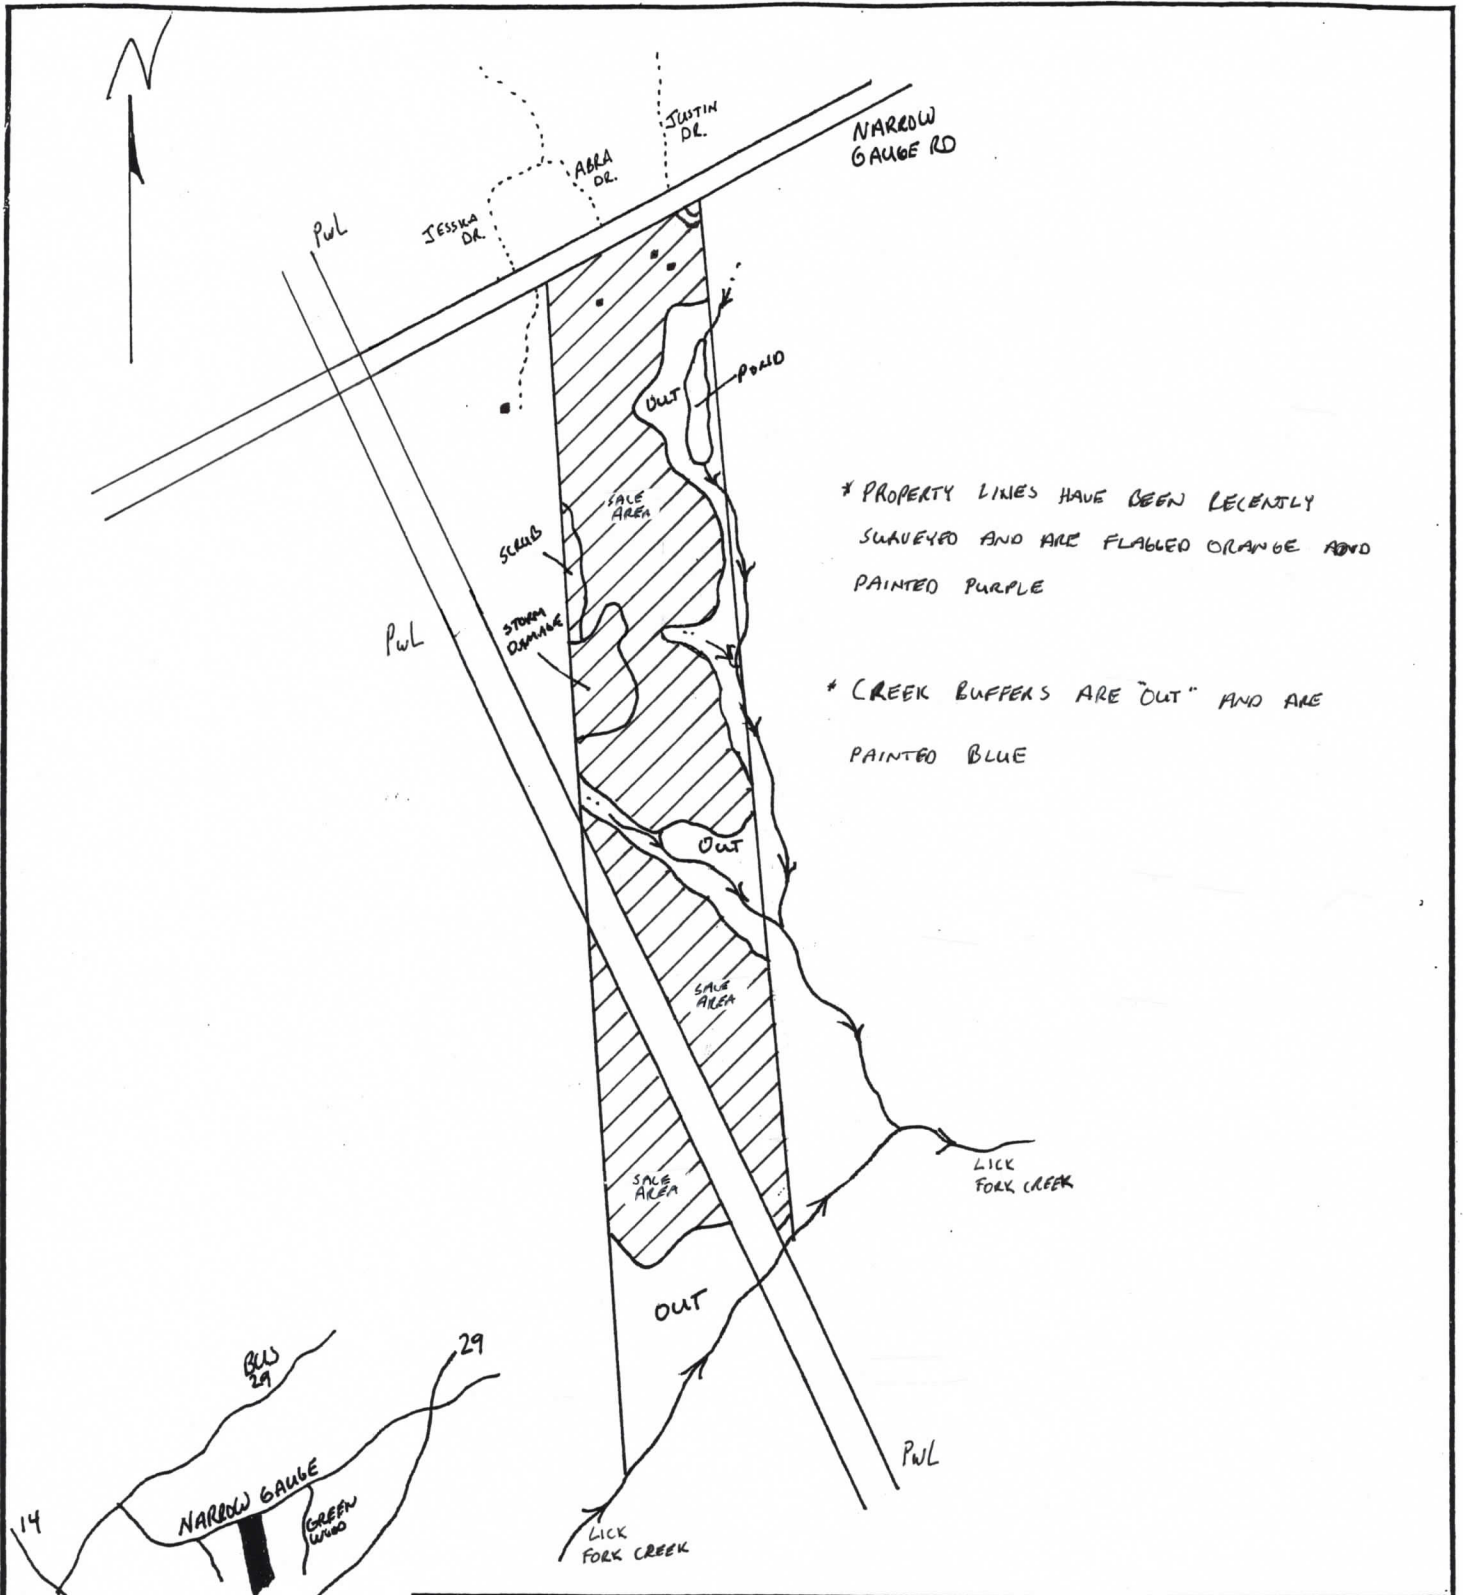 N
JUSTIN
DR.
NARROW
GAUGE RD
ABRA
DR.
JESSICA
DR.
PWL
POND
OUT
SALE
AREA
* PROPERTY LINES HAVE BEEN RECENTLY
SURVEYED AND ARE FLAGGED ORANGE AND
PAINTED PURPLE
SCRUB
STORM
DAMAGE
PWL
* CREEK BUFFERS ARE "OUT" AND ARE
PAINTED BLUE
OUT
SALE
AREA
SALE
AREA
LICK
FORK CREEK
OUT
BUS
29
29
PWL
NARROW GAUGE
GREEN
WOOD
14
LICK
FORK CREEK